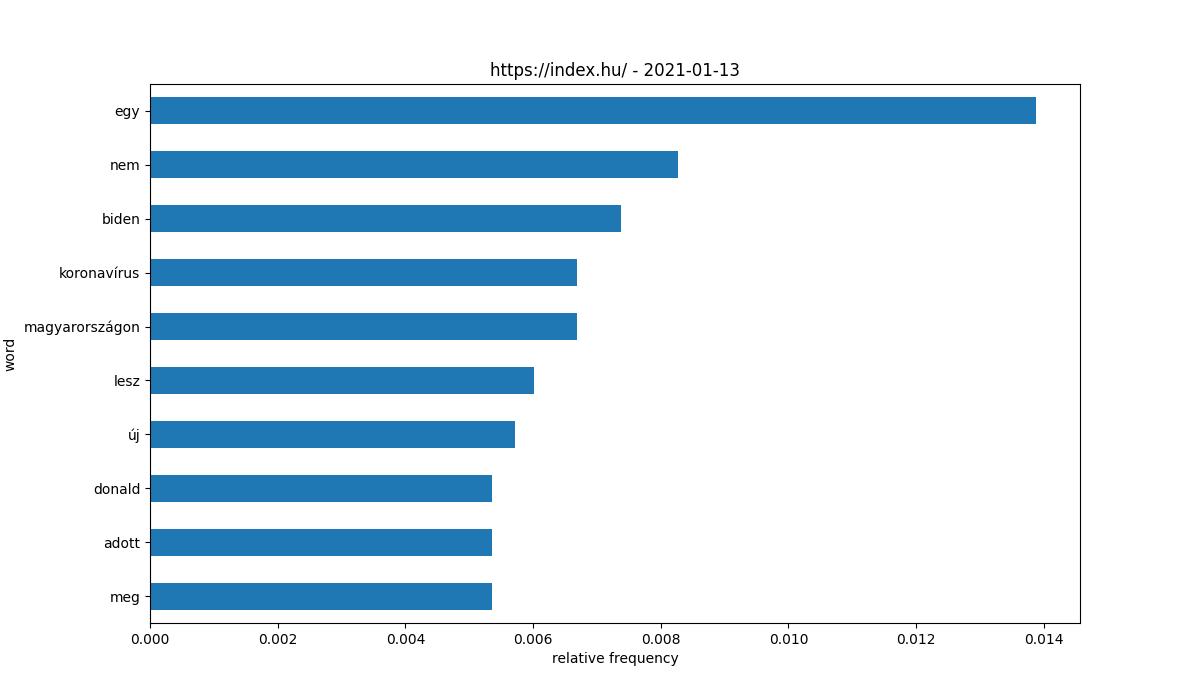 https://index.hu/ - 2021-01-13
egy
nem
biden
koronavírus
magyarországon
lesz
új
donald
adott
meg
word
0.000 0.002 0.004 0.006 0.008 0.010 0.012 0.014
relative frequency